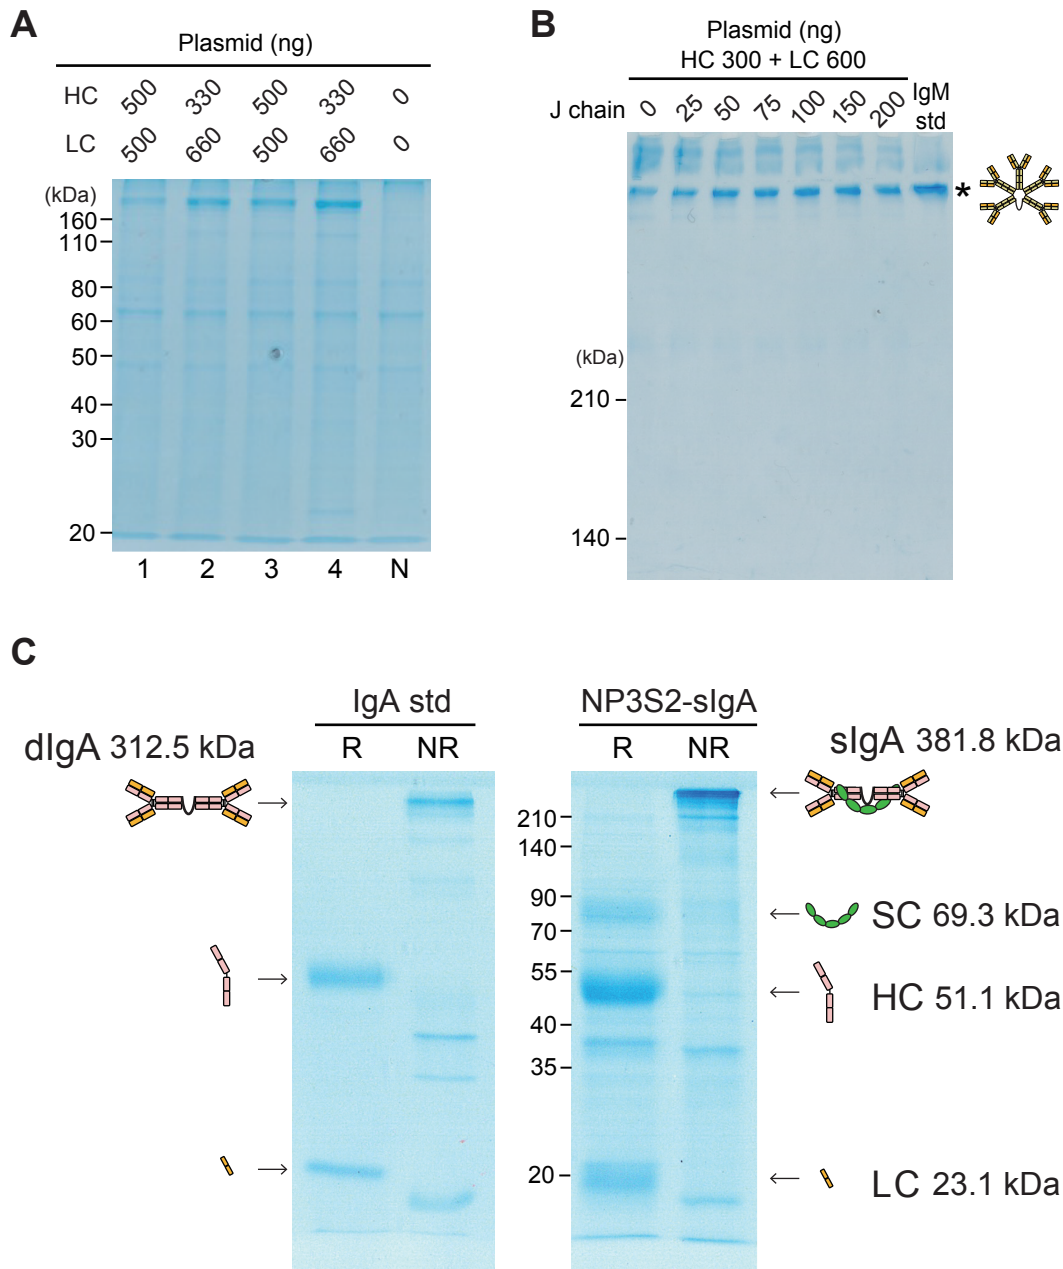 A
Plasmid (ng)
HC 500 330 500 330 0
LC 500 660 500 660 0
(kDa)
160
110
80
60
50
40
30
20
1 2 3 4 N
B
Plasmid (ng)
HC 300 + LC 600
J chain 0 25 50 75 100 150 200 IgM std
*
(kDa)
210
140
C
IgA std
R NR
dIgA 312.5 kDa
NP3S2-sIgA
R NR
sIgA 381.8 kDa
210
140
90
70
55
40
35
20
SC 69.3 kDa
HC 51.1 kDa
LC 23.1 kDa